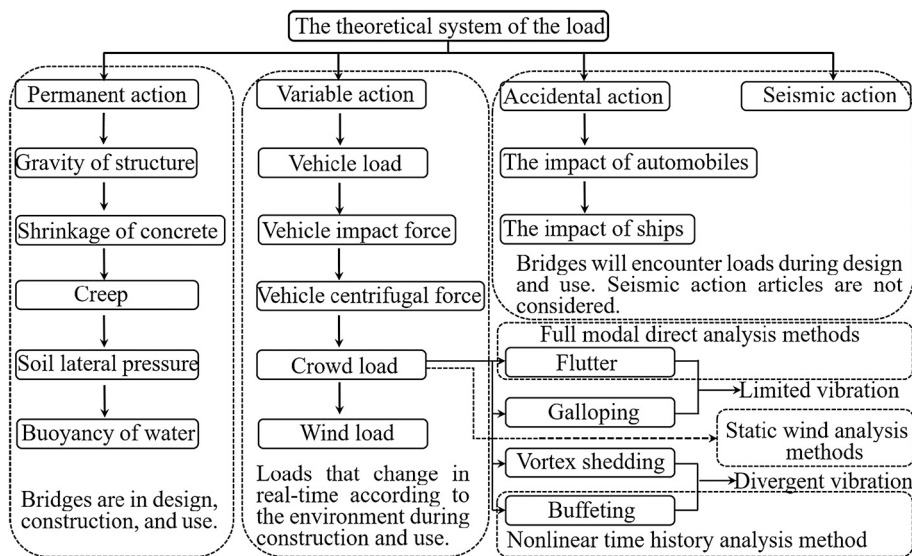 The theoretical system of the load
Permanent action
Gravity of structure
Shrinkage of concrete
Creep
Soil lateral pressure
Buoyancy of water
Bridges are in design,
construction, and use.
Variable action
Vehicle load
Vehicle impact force
Vehicle centrifugal force
Crowd load
Wind load
Loads that change in
real-time according to
the environment during
construction and use.
Accidental action
Seismic action
The impact of automobiles
The impact of ships
Bridges will encounter loads during design
and use. Seismic action articles are not
considered.
Full modal direct analysis methods
Flutter
Galloping
Limited vibration
Static wind analysis
methods
Vortex shedding
Buffeting
Divergent vibration
Nonlinear time history analysis method